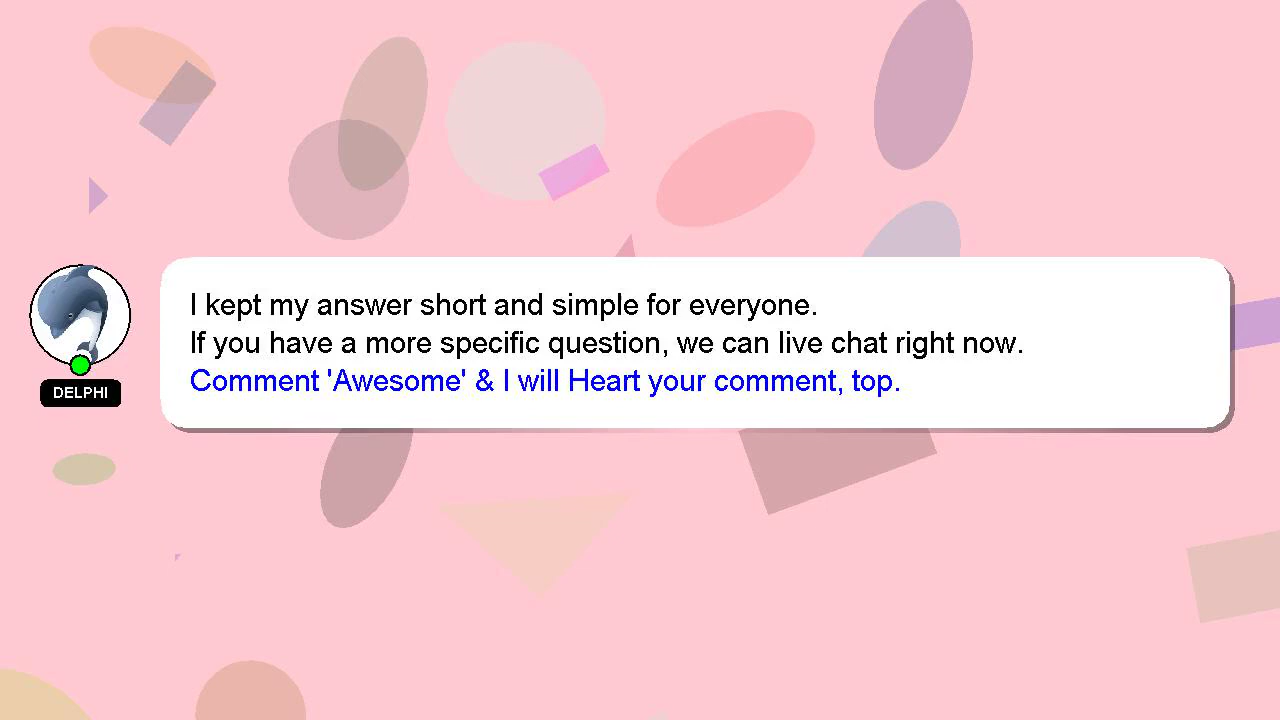 I kept my answer short and simple for everyone.
If you have a more specific question, we can live chat right now.
Comment 'Awesome' & I will Heart your comment, top.
DELPHI